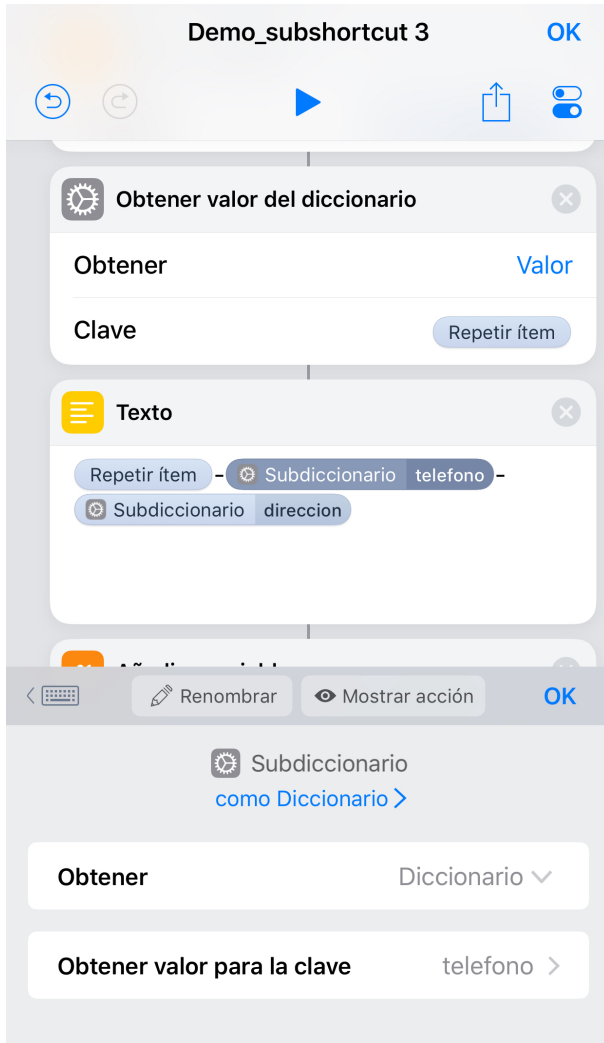 Demo_subshortcut 3 OK
Obtener valor del diccionario
Obtener Valor
Clave Repetir ítem
Texto
Repetir ítem – Subdiccionario telefono –
Subdiccionario direccion
Renombrar Mostrar acción OK
Subdiccionario
como Diccionario
Obtener Diccionario
Obtener valor para la clave telefono